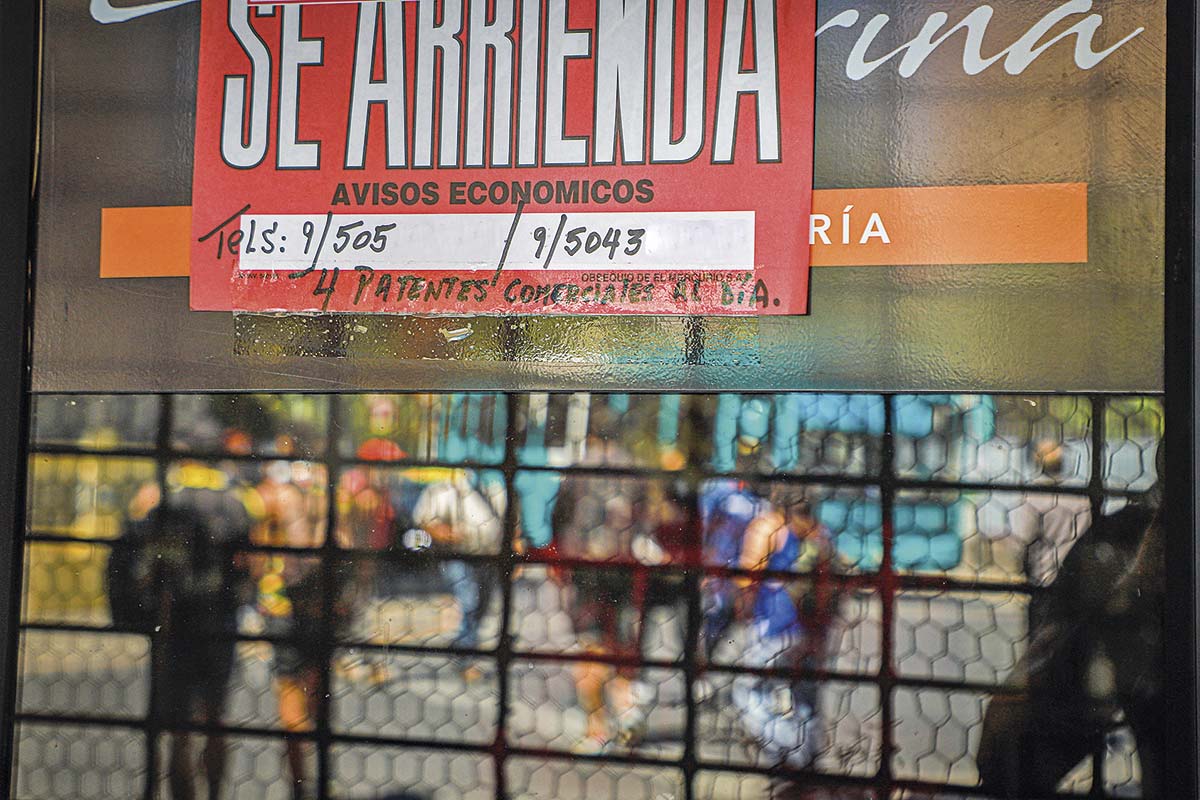 rina
SE ARRIENDA
AVISOS ECONOMICOS
RÍA
Tels: 9/505 / 9/5043
OBSEQUIO DE EL MERCURIO S.A.P.
4 PATENTES COMERCIALES AL DÍA.